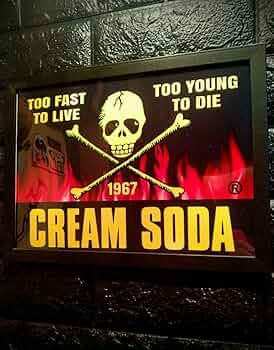 TOO FAST
TO LIVE
TOO YOUNG
TO DIE
1967
®
CREAM SODA